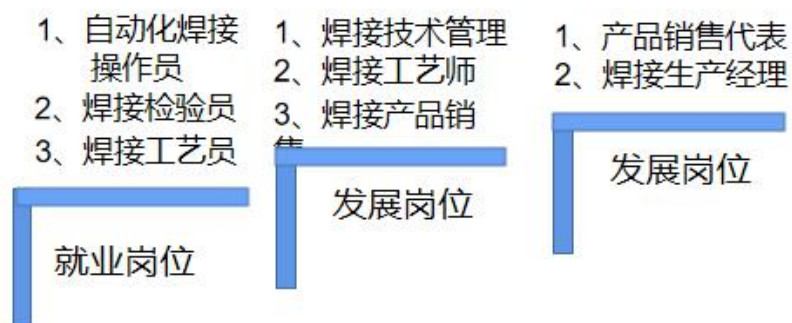 1、自动化焊接
操作员
2、焊接检验员
3、焊接工艺员
就业岗位
1、焊接技术管理
2、焊接工艺师
3、焊接产品销
售
发展岗位
1、产品销售代表
2、焊接生产经理
发展岗位